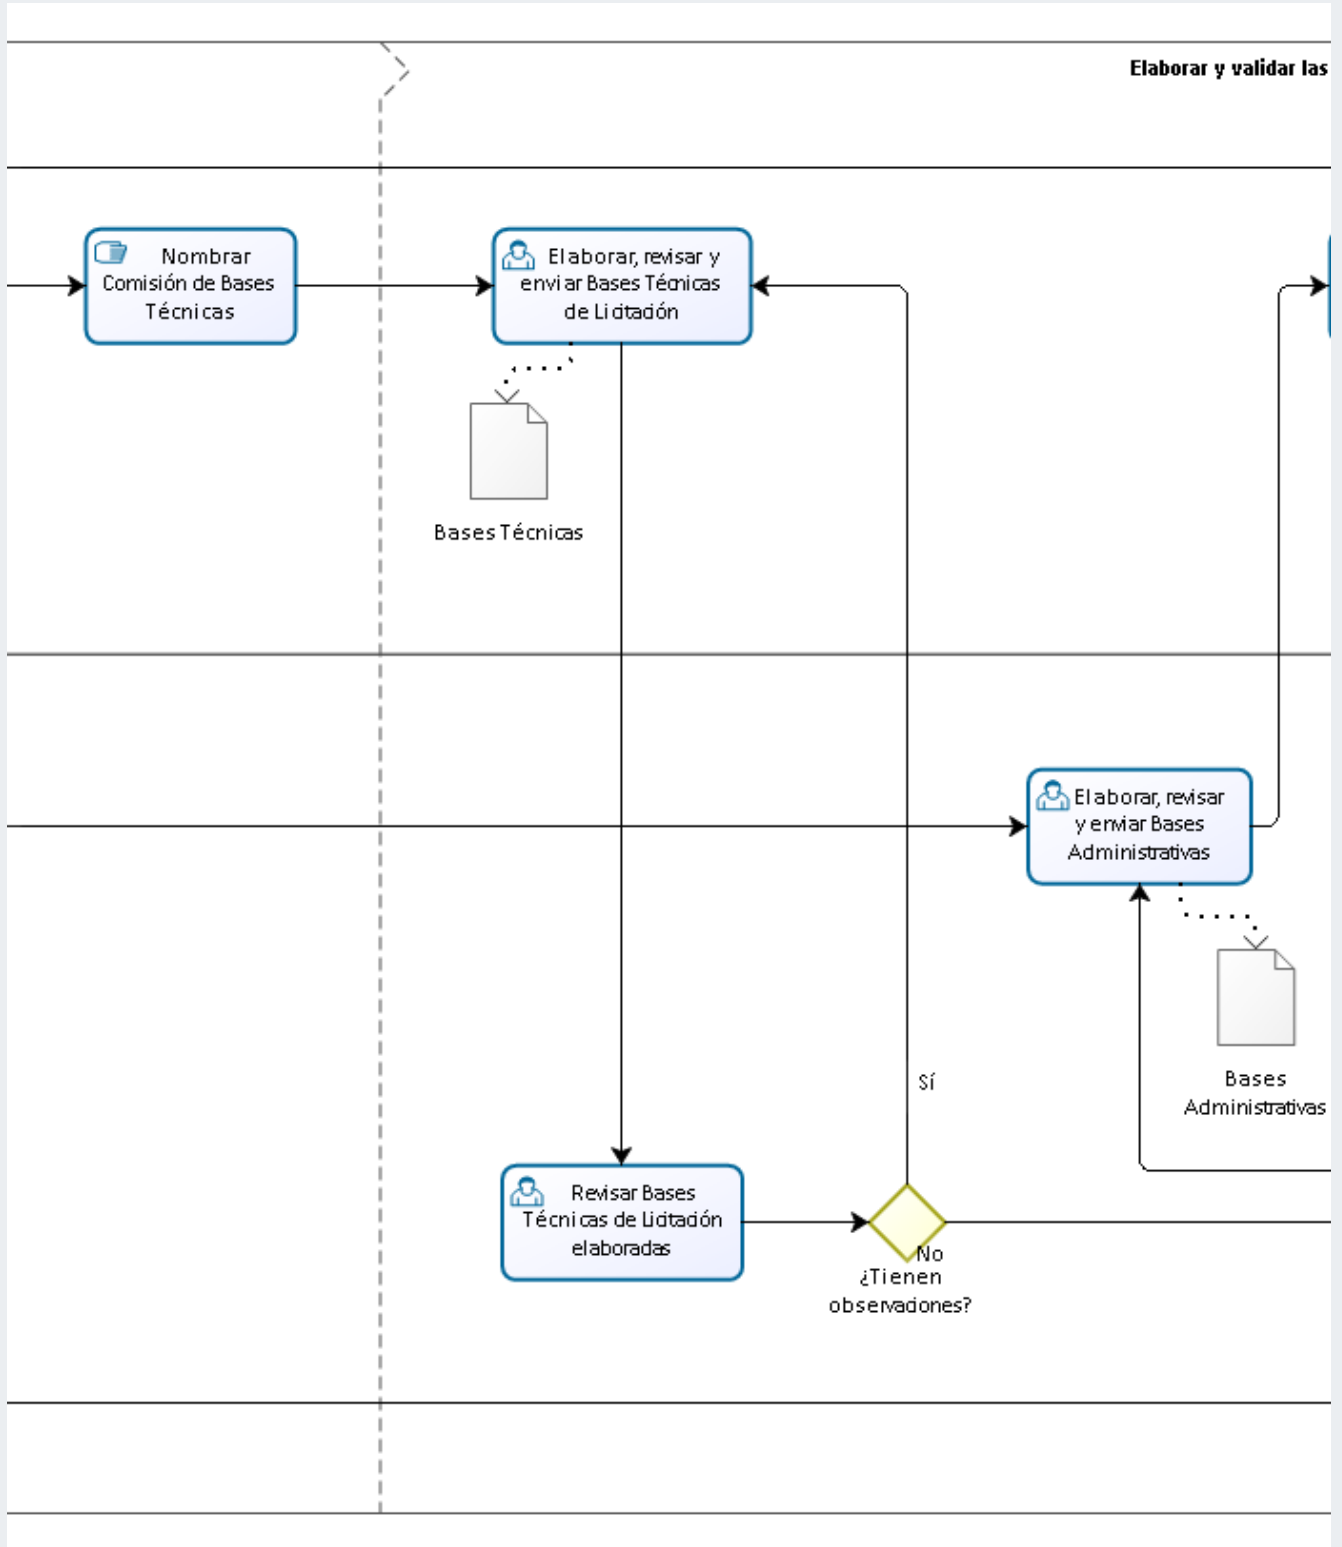 Elaborar y validar las
Nombrar
Comisión de Bases
Técnicas
Elaborar, revisar y
enviar Bases Técnicas
de Licitación
Bases Técnicas
Elaborar, revisar
y enviar Bases
Administrativas
Bases
Administrativas
Sí
Revisar Bases
Técnicas de Licitación
elaboradas
No
¿Tienen
observaciones?